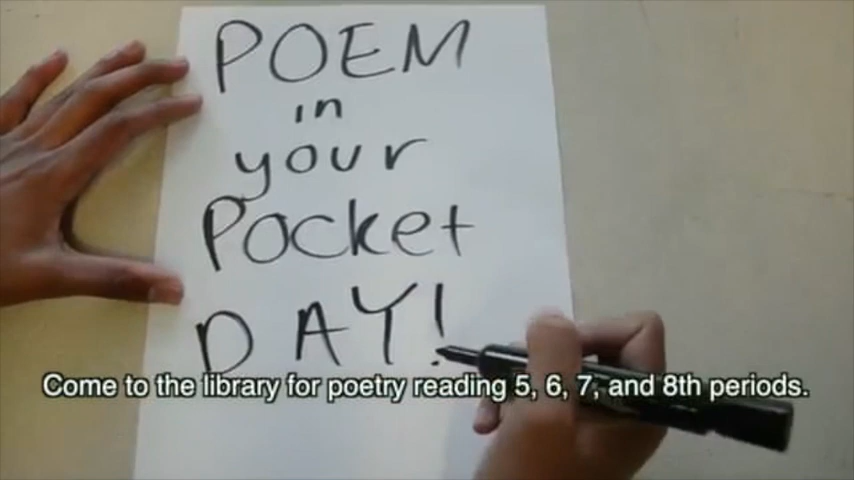 POEM
in
your
Pocket
DAY!
Come to the library for poetry reading 5, 6, 7, and 8th periods.